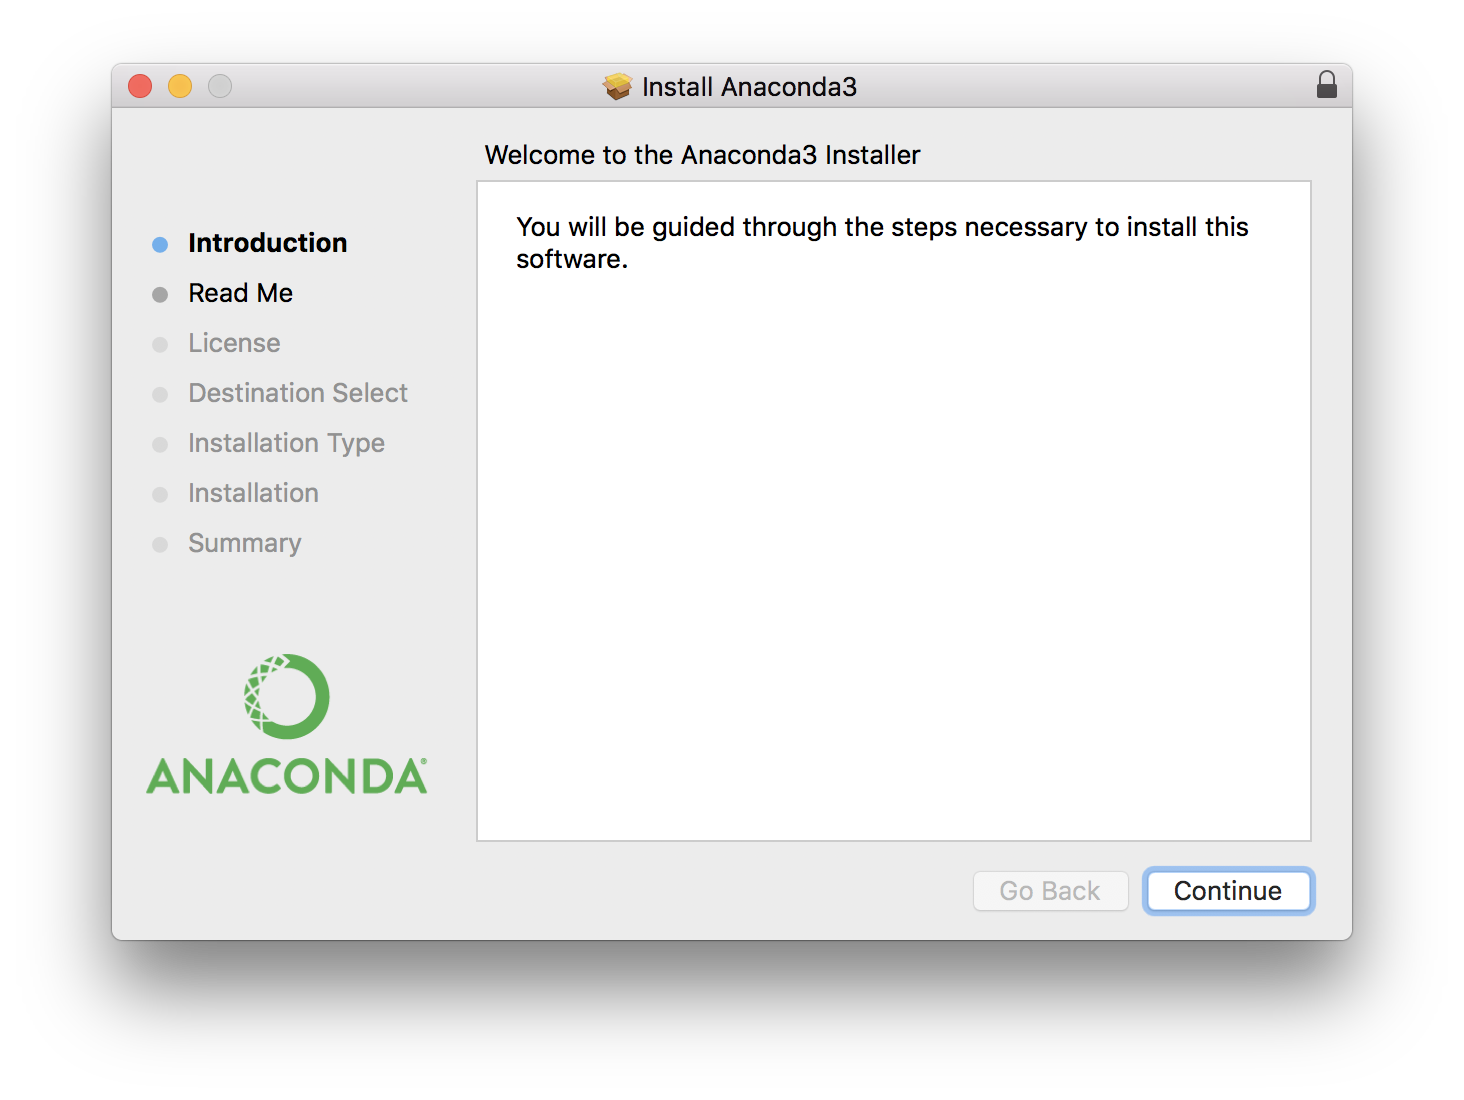 Install Anaconda3
Welcome to the Anaconda3 Installer
Introduction
Read Me
License
Destination Select
Installation Type
Installation
Summary
You will be guided through the steps necessary to install this
software.
ANACONDA®
Go Back
Continue